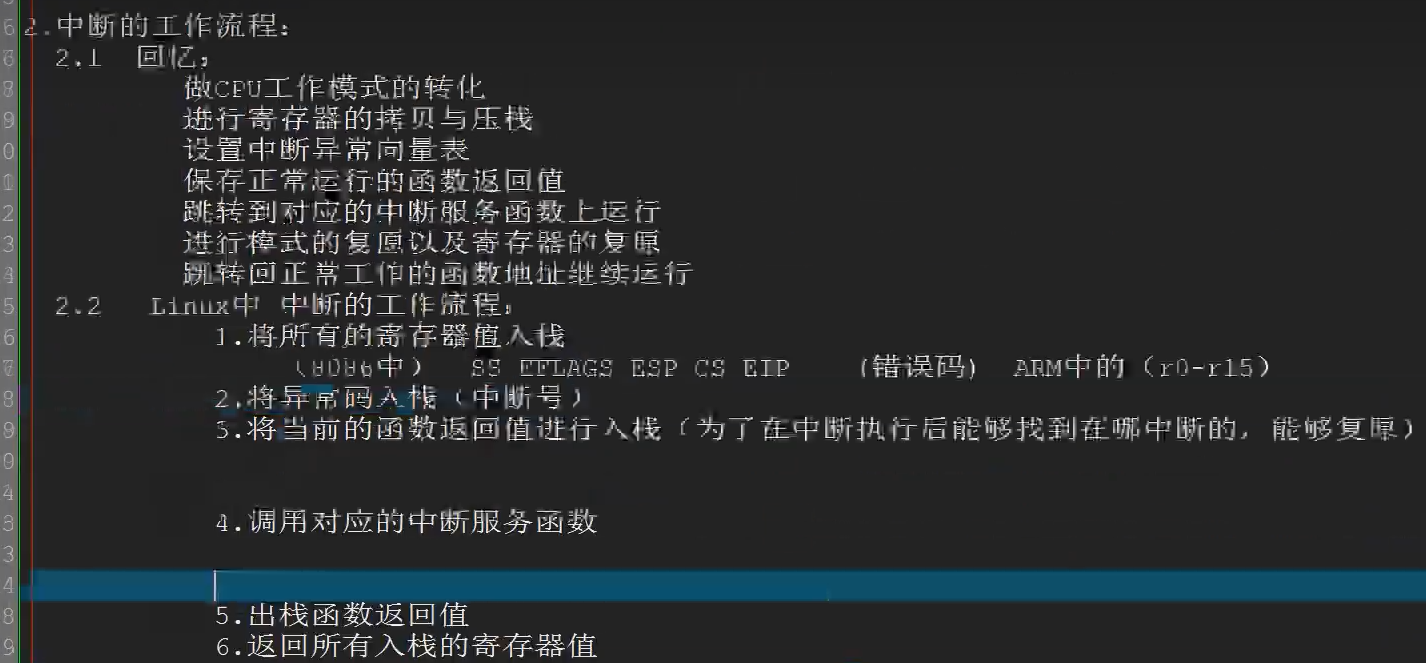 2.中断的工作流程：
2.1 回忆：
做CPU工作模式的转化
进行寄存器的拷贝与压栈
设置中断异常向量表
保存正常运行的函数返回值
跳转到对应的中断服务函数上运行
进行模式的复原以及寄存器的复原
跳转回正常工作的函数地址继续运行
2.2 Linux中 中断的工作流程：
1.将所有的寄存器值入栈
（8086中） SS EFLAGS ESP CS EIP （错误码） ARM中的（r0-r15）
2.将异常码入栈（中断号）
3.将当前的函数返回值进行入栈（为了在中断执行后能够找到在哪中断的，能够复原）
4.调用对应的中断服务函数
5.出栈函数返回值
6.返回所有入栈的寄存器值